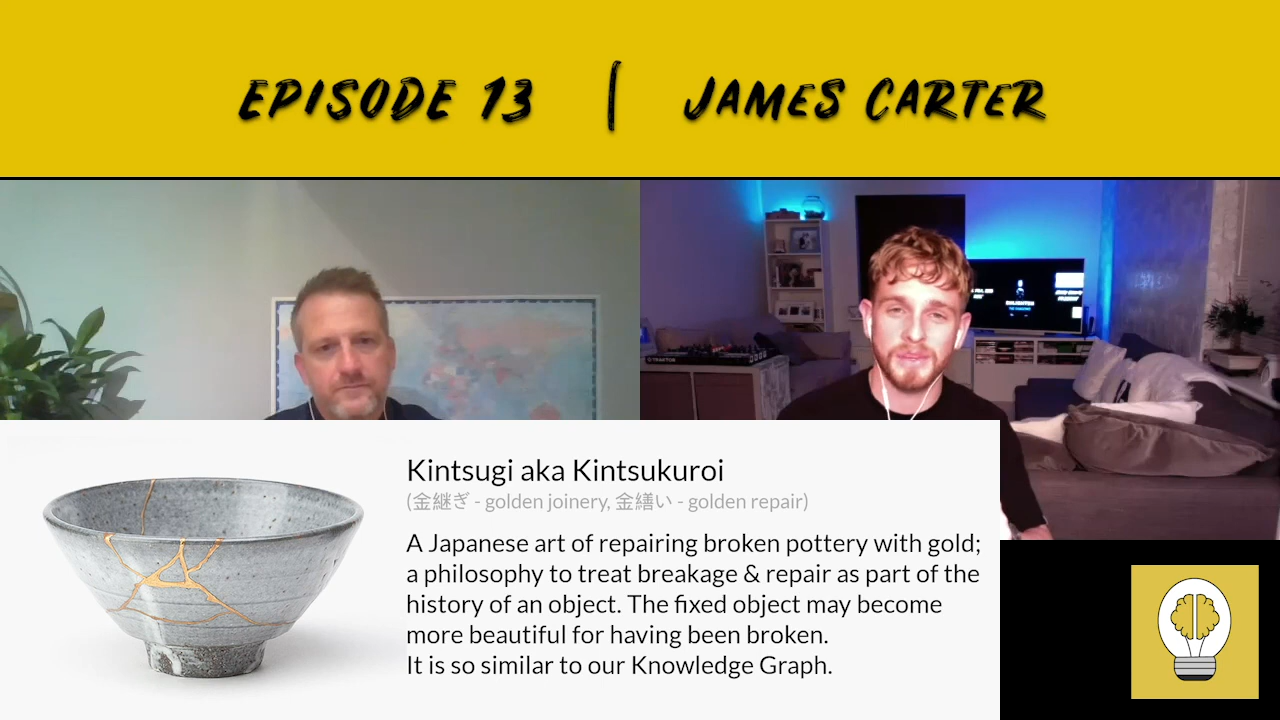 EPISODE 13 | JAMES CARTER
TRAKTOR
Kintsugi aka Kintsukuroi
(金継ぎ - golden joinery, 金繕い - golden repair)
A Japanese art of repairing broken pottery with gold;
a philosophy to treat breakage & repair as part of the
history of an object. The fixed object may become
more beautiful for having been broken.
It is so similar to our Knowledge Graph.